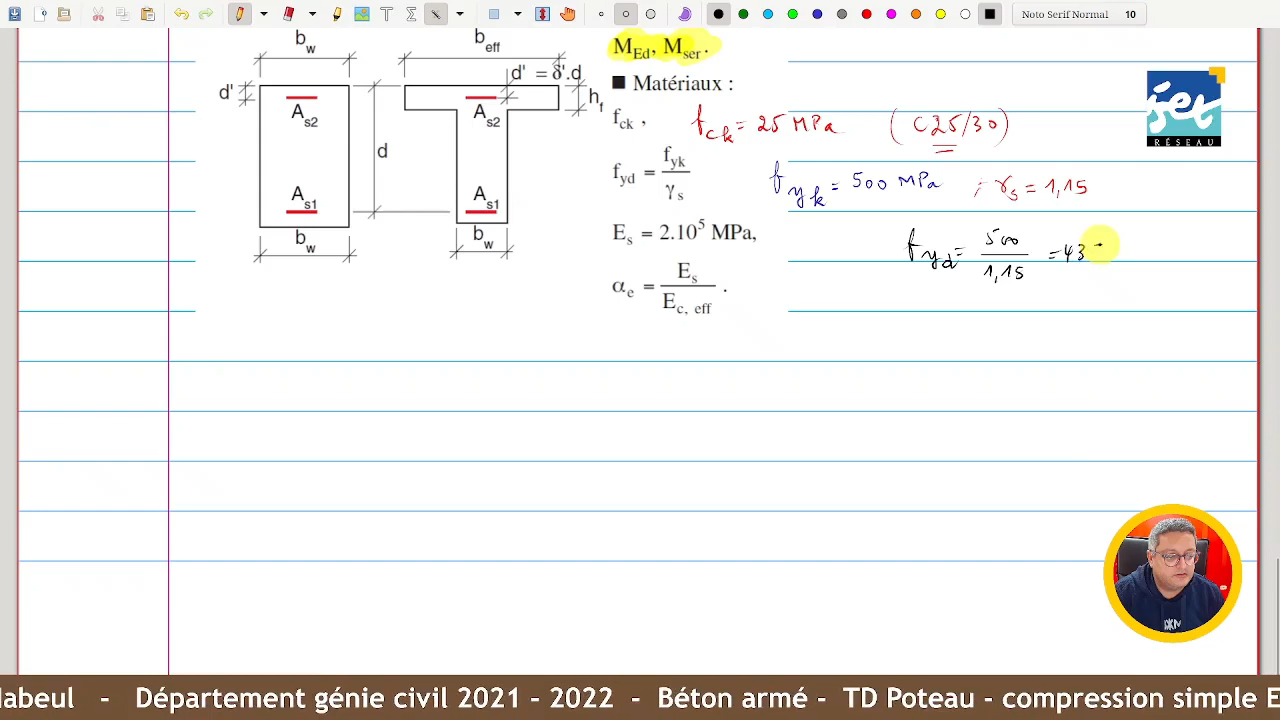 Noto Serif Normal 10
b_w
b_eff
M_Ed, M_ser.
d'
d' = δ'.d
h_f
■ Matériaux :
A_s2
A_s2
f_ck ,
f_ck = 25 MPa (C25/30)
iset
RÉSEAU
d
f_yd = f_yk / γ_s
f_yk = 500 MPa ; γ_s = 1,15
A_s1
A_s1
b_w
b_w
E_s = 2.10^5 MPa,
f_yd = 500 / 1,15 = 43
α_e = E_s / E_c, eff .
labeul - Département génie civil 2021 - 2022 - Béton armé - TD Poteau - compression simple E